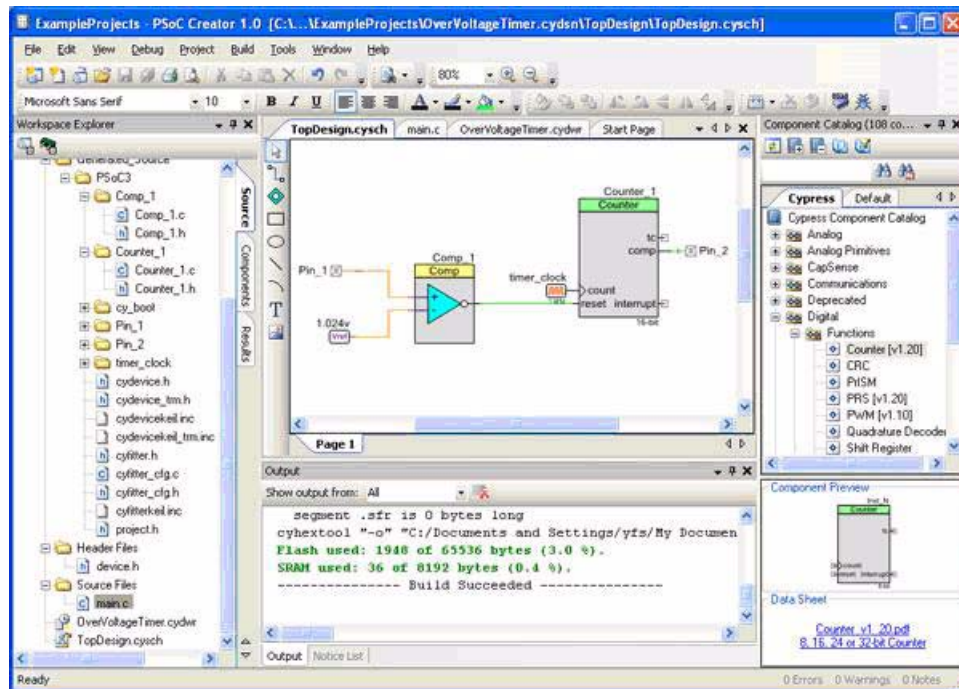 ExampleProjects - PSoC Creator 1.0 [C:\...\ExampleProjects\OverVoltageTimer.cydsn\TopDesign\TopDesign.cysch]
File Edit View Debug Project Build Tools Window Help
80%
Microsoft Sans Serif 10 B I U A
Workspace Explorer
Generated_Source
PSoC3
Comp_1
Comp_1.c
Comp_1.h
Counter_1
Counter_1.c
Counter_1.h
cy_boot
Pin_1
Pin_2
timer_clock
cydevice.h
cydevice_trm.h
cydevicekeil.inc
cydevicekeil_trm.inc
cyfitter.h
cyfitter_cfg.c
cyfitter_cfg.h
cyfitterkeil.inc
project.h
Header Files
device.h
Source Files
main.c
OverVoltageTimer.cydwr
TopDesign.cysch
Source
Components
Results
TopDesign.cysch main.c OverVoltageTimer.cydwr Start Page
T
Counter_1
Counter
tc
comp
Pin_2
Comp_1
Comp
Pin_1
timer_clock
count
reset interrupt
16-bit
1.024v
Vref
Page 1
Output
Show output from: All
segment .sfr is 0 bytes long
cyhextool "-o" "C:/Documents and Settings/yfs/My Documen
Flash used: 1948 of 65536 bytes (3.0 %).
SRAM used: 36 of 8192 bytes (0.4 %).
--------------- Build Succeeded ---------------
Output Notice List
Component Catalog (108 co...
Cypress Default
Cypress Component Catalog
Analog
Analog Primitives
CapSense
Communications
Deprecated
Digital
Functions
Counter [v1.20]
CRC
PrISM
PRS [v1.20]
PWM [v1.10]
Quadrature Decoder
Shift Register
Component Preview
Counter
count
reset interrupt
Data Sheet
Counter_v1_20.pdf
8, 16, 24 or 32-bit Counter
Ready 0 Errors 0 Warnings 0 Notes